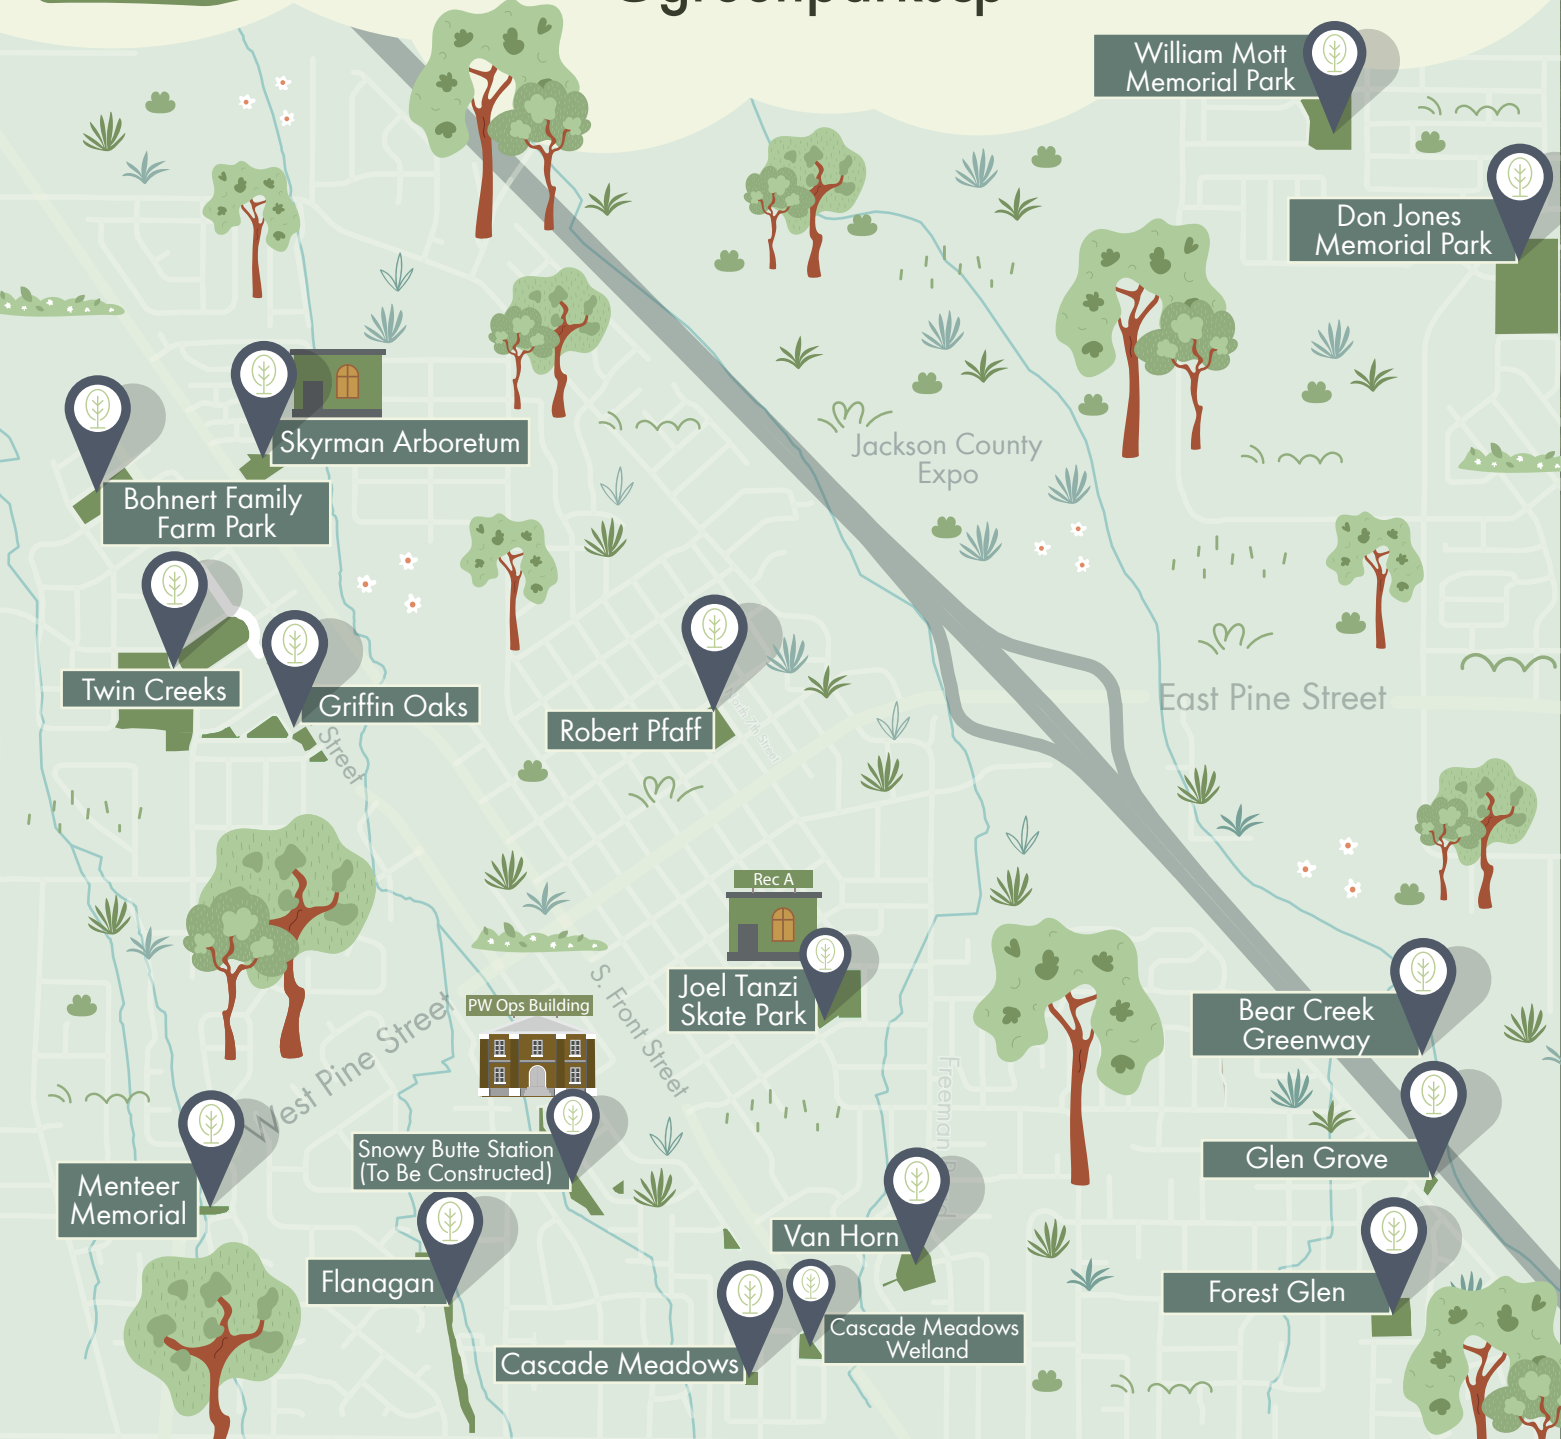 William Mott
Memorial Park
Don Jones
Memorial Park
Skyrman Arboretum
Jackson County
Expo
Bohnert Family
Farm Park
Twin Creeks
Griffin Oaks
Street
East Pine Street
Robert Pfaff
Rec A
Joel Tanzi
Skate Park
PW Ops Building
S. Front Street
West Pine Street
Bear Creek
Greenway
Freeman
Snowy Butte Station
(To Be Constructed)
Glen Grove
Menteer
Memorial
Van Horn
Flanagan
Forest Glen
Cascade Meadows
Wetland
Cascade Meadows